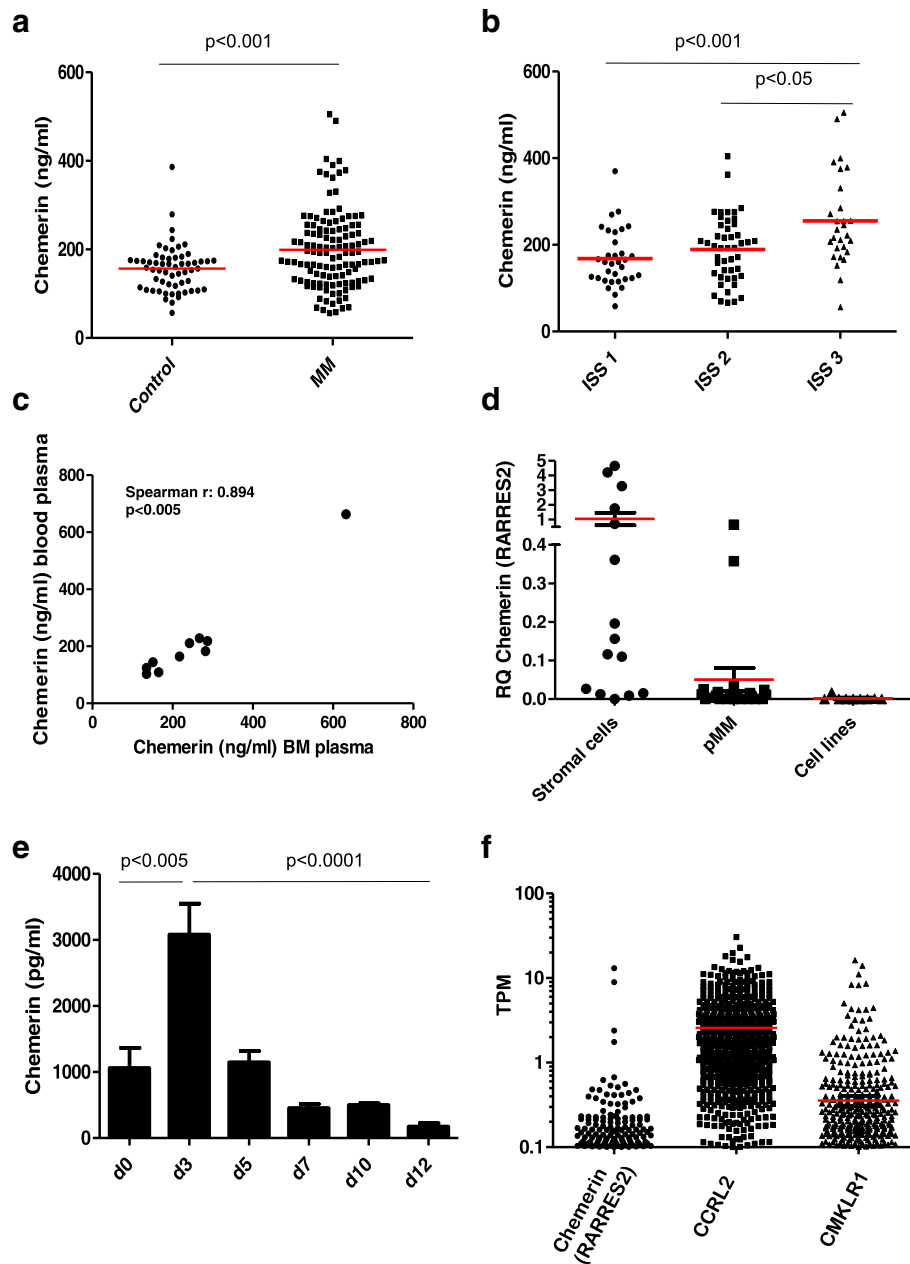 a
p<0.001
600
400
200
0
Chemerin (ng/ml)
Control
MM
b
p<0.001
p<0.05
600
400
200
0
Chemerin (ng/ml)
ISS 1
ISS 2
ISS 3
c
Spearman r: 0.894
p<0.005
800
600
400
200
0
Chemerin (ng/ml) blood plasma
0
200
400
600
800
Chemerin (ng/ml) BM plasma
d
5
4
3
2
1
0.4
0.3
0.2
0.1
0.0
RQ Chemerin (RARRES2)
Stromal cells
pMM
Cell lines
e
p<0.005
p<0.0001
4000
3000
2000
1000
0
Chemerin (pg/ml)
d0
d3
d5
d7
d10
d12
f
100
10
1
0.1
TPM
Chemerin
(RARRES2)
CCRL2
CMKLR1